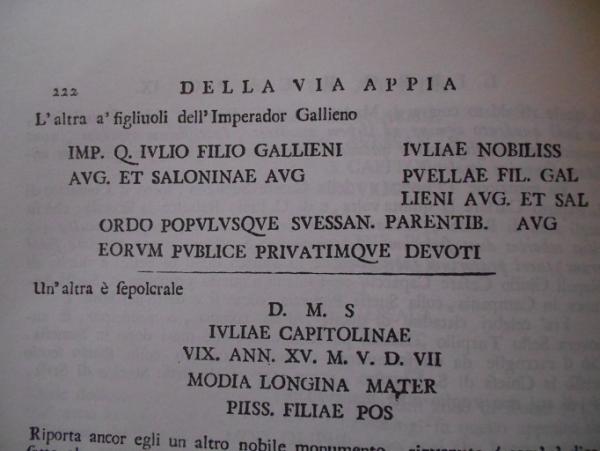 222 DELLA VIA APPIA
L'altra a' figliuoli dell'Imperador Gallieno
IMP. Q. IVLIO FILIO GALLIENI
AVG. ET SALONINAE AVG
IVLIAE NOBILISS
PVELLAE FIL. GAL
LIENI AVG. ET SAL
ORDO POPVLVSQVE SVESSAN. PARENTIB. AVG
EORVM PVBLICE PRIVATIMQVE DEVOTI
Un'altra è ſepolcrale
D. M. S
IVLIAE CAPITOLINAE
VIX. ANN. XV. M. V. D. VII
MODIA LONGINA MATER
PIISS. FILIAE POS
Riporta ancor egli un altro nobile monumento